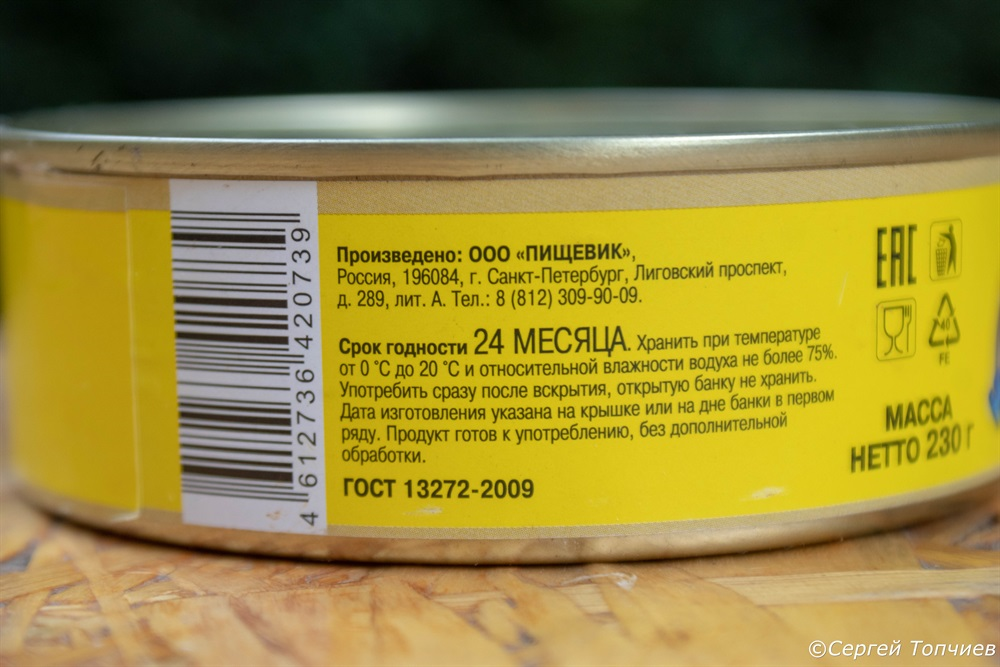 4 612736 420739
Произведено: ООО «ПИЩЕВИК»,
Россия, 196084, г. Санкт-Петербург, Лиговский проспект,
д. 289, лит. А. Тел.: 8 (812) 309-90-09.
Срок годности 24 МЕСЯЦА. Хранить при температуре
от 0 °С до 20 °С и относительной влажности водуха не более 75%.
Употребить сразу после вскрытия, открытую банку не хранить.
Дата изготовления указана на крышке или на дне банки в первом
ряду. Продукт готов к употреблению, без дополнительной
обработки.
ГОСТ 13272-2009
EAC
40
FE
МАССА
НЕТТО 230 г
©Сергей Топчиев